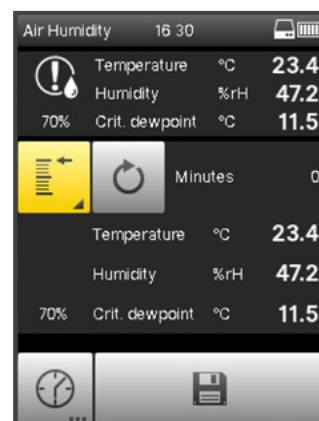 Air Humidity 16 30
Temperature °C 23.4
Humidity %rH 47.2
70% Crit. dewpoint °C 11.5
Minutes 0
Temperature °C 23.4
Humidity %rH 47.2
70% Crit. dewpoint °C 11.5